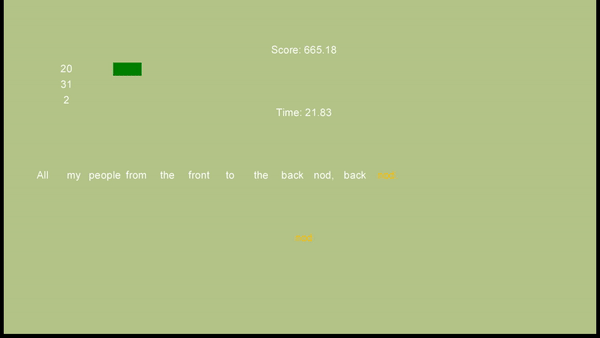 Score: 665.18
20
31
2
Time: 21.83
All my people from the front to the back nod, back